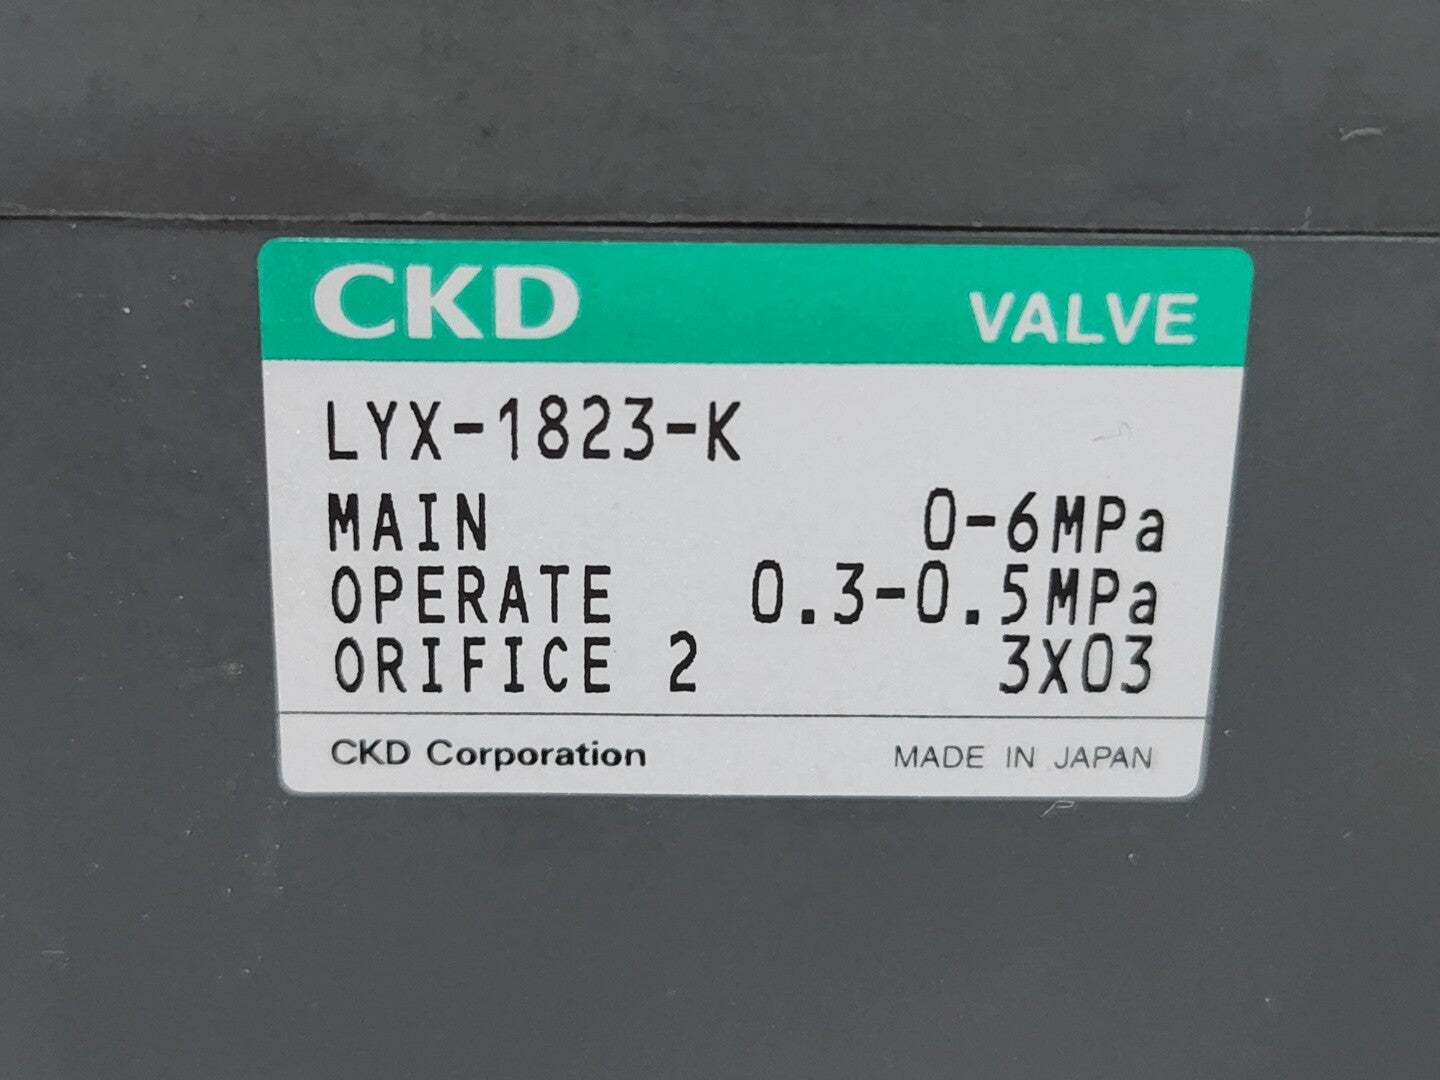 CKD VALVE
LYX-1823-K
MAIN 0-6MPa
OPERATE 0.3-0.5MPa
ORIFICE 2 3X03
CKD Corporation MADE IN JAPAN